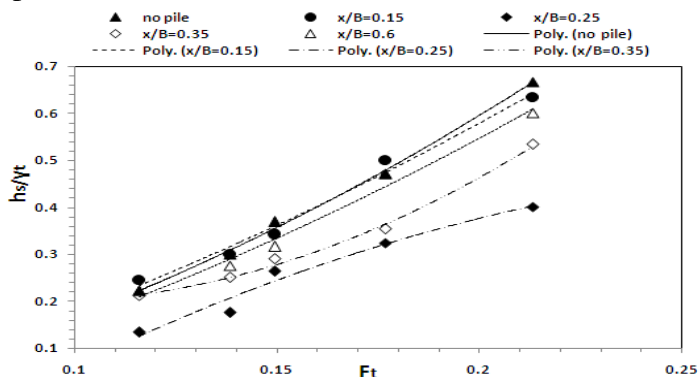 no pile x/B=0.15 x/B=0.25
x/B=0.35 x/B=0.6 Poly. (no pile)
Poly. (x/B=0.15) Poly. (x/B=0.25) Poly. (x/B=0.35)
0.7
0.6
0.5
0.4
0.3
0.2
0.1
hs/yt
0.1 0.15 0.2 0.25
Ft